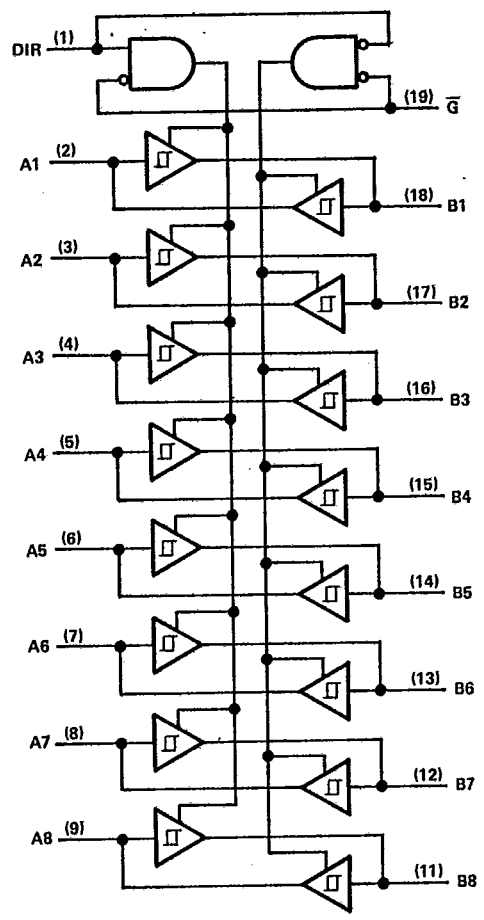 DIR (1)
(19) G̅
A1 (2)
(18) B1
A2 (3)
(17) B2
A3 (4)
(16) B3
A4 (5)
(15) B4
A5 (6)
(14) B5
A6 (7)
(13) B6
A7 (8)
(12) B7
A8 (9)
(11) B8